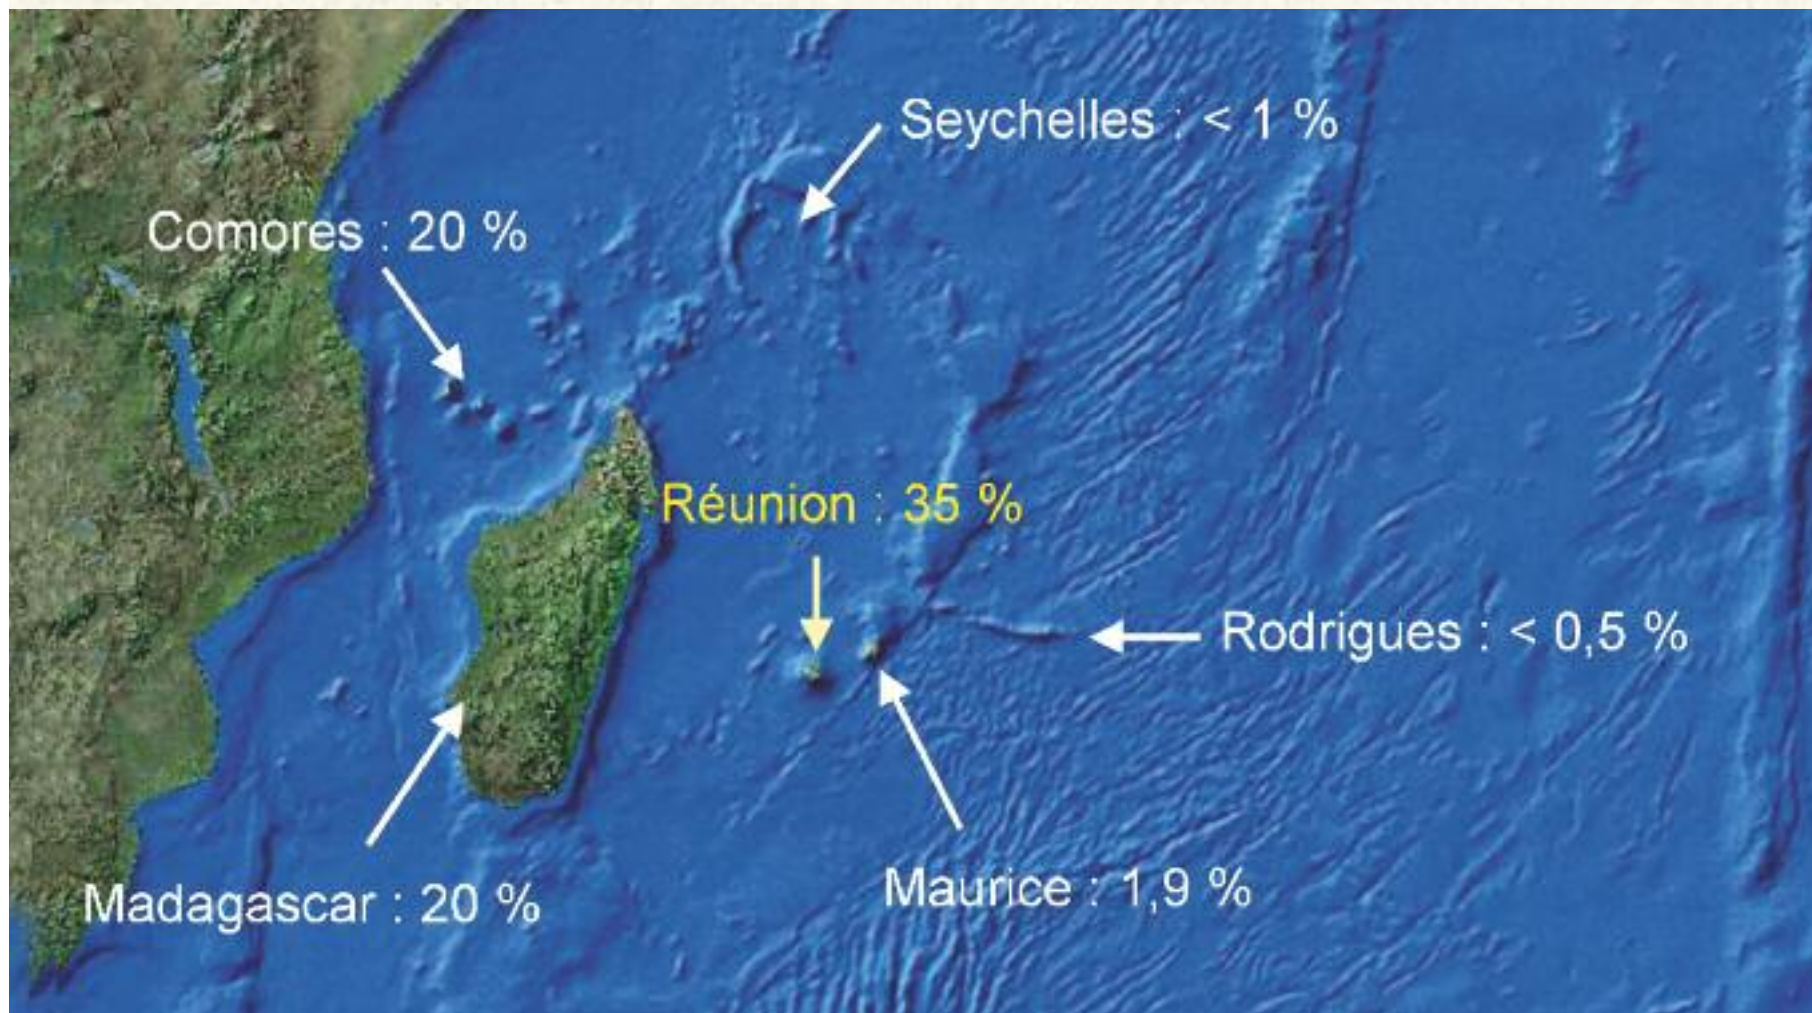 Seychelles : < 1 %
Comores : 20 %
Réunion : 35 %
Rodrigues : < 0,5 %
Maurice : 1,9 %
Madagascar : 20 %